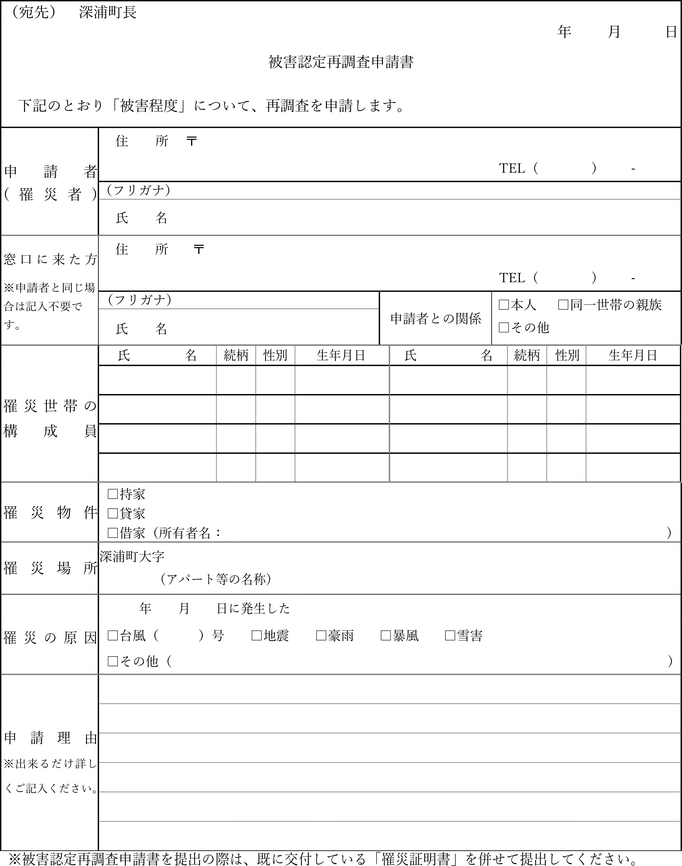 （宛先）　深浦町長
年　　月　　　日
被害認定再調査申請書
下記のとおり「被害程度」について、再調査を申請します。
申請者
(罹災者)
住　所　〒
TEL（　　　　）　　-
（フリガナ）
氏　名
窓口に来た方
※申請者と同じ場
合は記入不要で
す。
住　所　〒
TEL（　　　　）　　-
（フリガナ）
氏　名
申請者との関係
□本人　□同一世帯の親族
□その他
罹災世帯の
構成員
氏　　　　名　続柄　性別　生年月日　氏　　　　名　続柄　性別　生年月日
罹災物件
□持家
□貸家
□借家（所有者名：　　　　　　　　　　）
罹災場所
深浦町大字
（アパート等の名称）
罹災の原因
年　　月　　日に発生した
□台風（　　　）号　□地震　□豪雨　□暴風　□雪害
□その他（　　　　　　　　　　）
申請理由
※出来るだけ詳し
くご記入ください。
※被害認定再調査申請書を提出の際は、既に交付している「罹災証明書」を併せて提出してください。